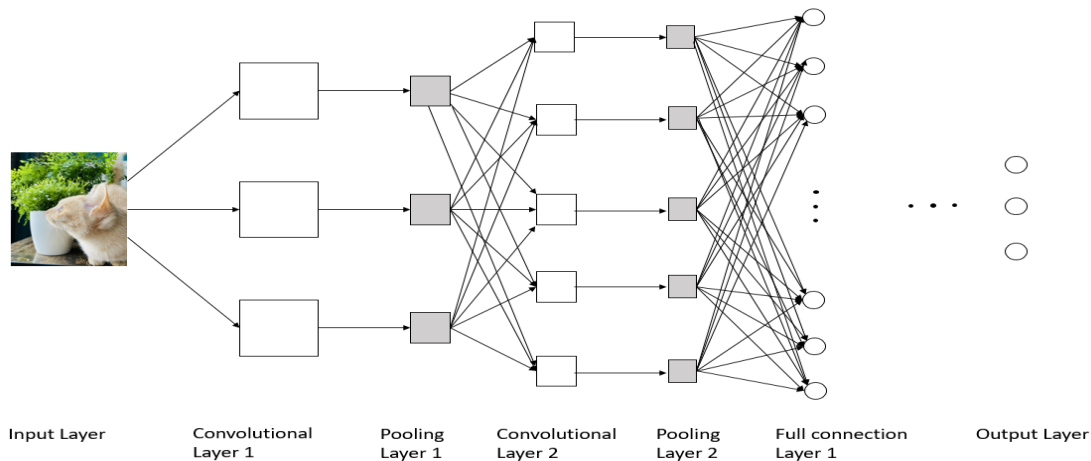 Input Layer
Convolutional
Layer 1
Pooling
Layer 1
Convolutional
Layer 2
Pooling
Layer 2
Full connection
Layer 1
Output Layer